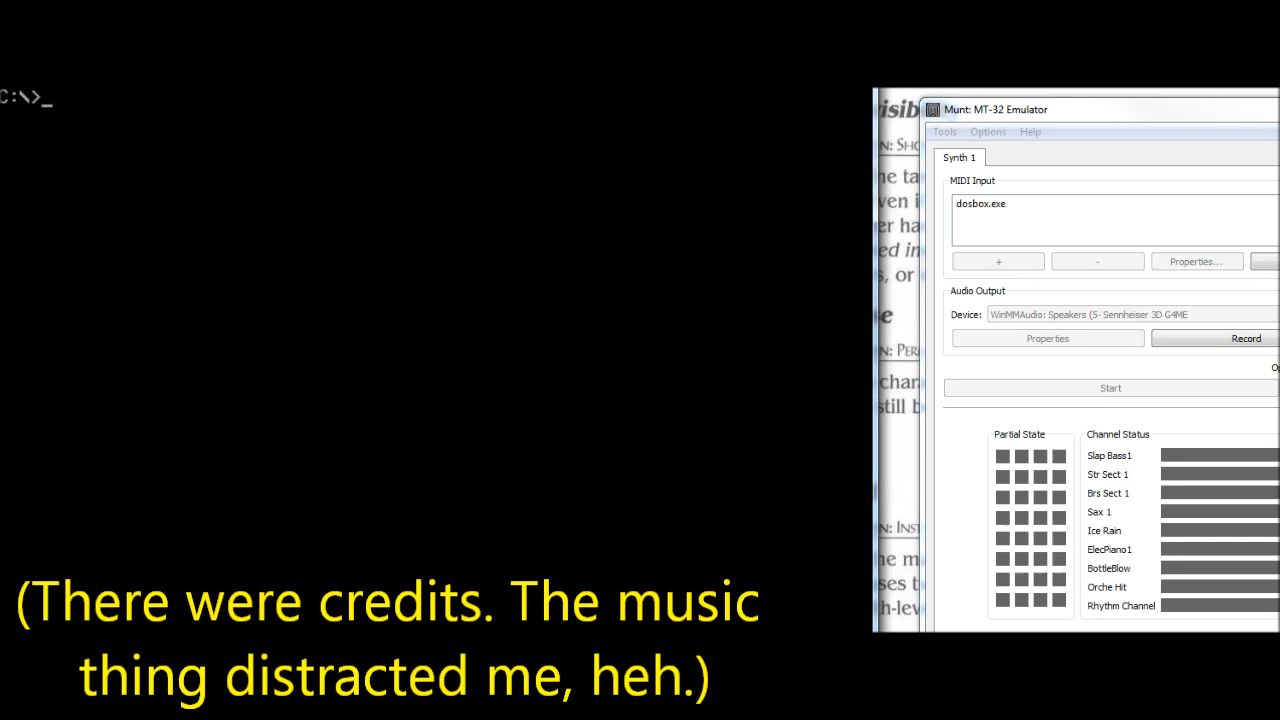 C:\>_
Munt: MT-32 Emulator
Tools Options Help
Synth 1
MIDI Input
dosbox.exe
+ - Properties...
Audio Output
Device: WinMMAudio: Speakers (5- Sennheiser 3D G4ME
Properties Record
Start
Partial State Channel Status
Slap Bass1
Str Sect 1
Brs Sect 1
Sax 1
Ice Rain
ElecPiano1
BottleBlow
Orche Hit
Rhythm Channel
(There were credits. The music
thing distracted me, heh.)